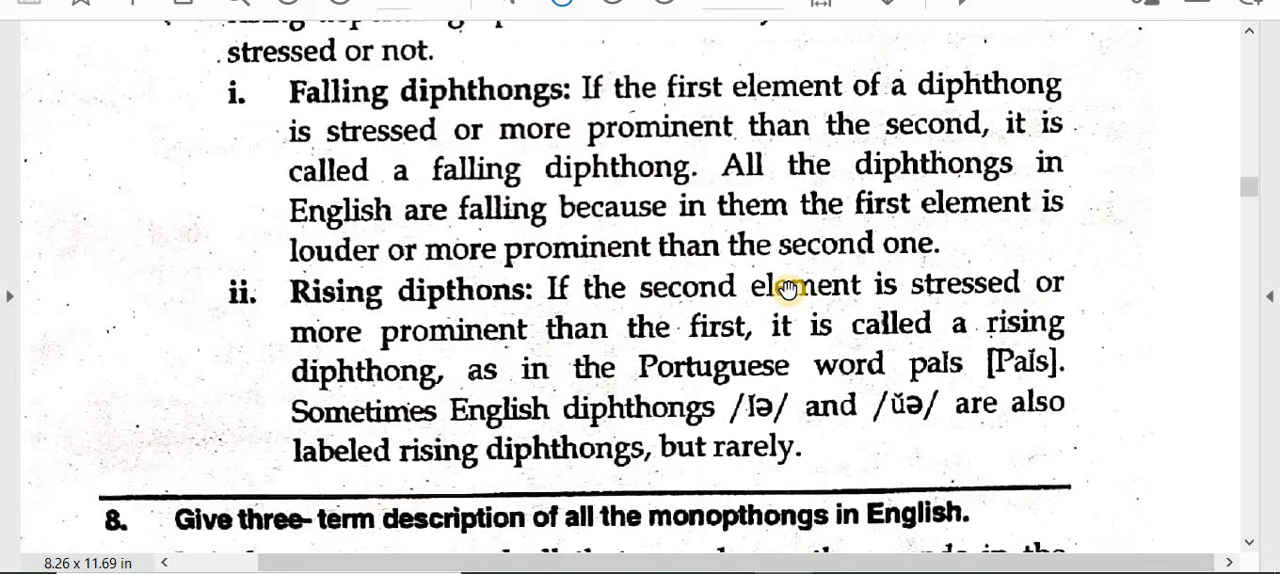 stressed or not.
i. Falling diphthongs: If the first element of a diphthong
is stressed or more prominent than the second, it is
called a falling diphthong. All the diphthongs in
English are falling because in them the first element is
louder or more prominent than the second one.
ii. Rising dipthons: If the second element is stressed or
more prominent than the first, it is called a rising
diphthong, as in the Portuguese word pals [Paĺs].
Sometimes English diphthongs /ǏƏ/ and /ŭə/ are also
labeled rising diphthongs, but rarely.
8. Give three-term description of all the monopthongs in English.
8.26 x 11.69 in